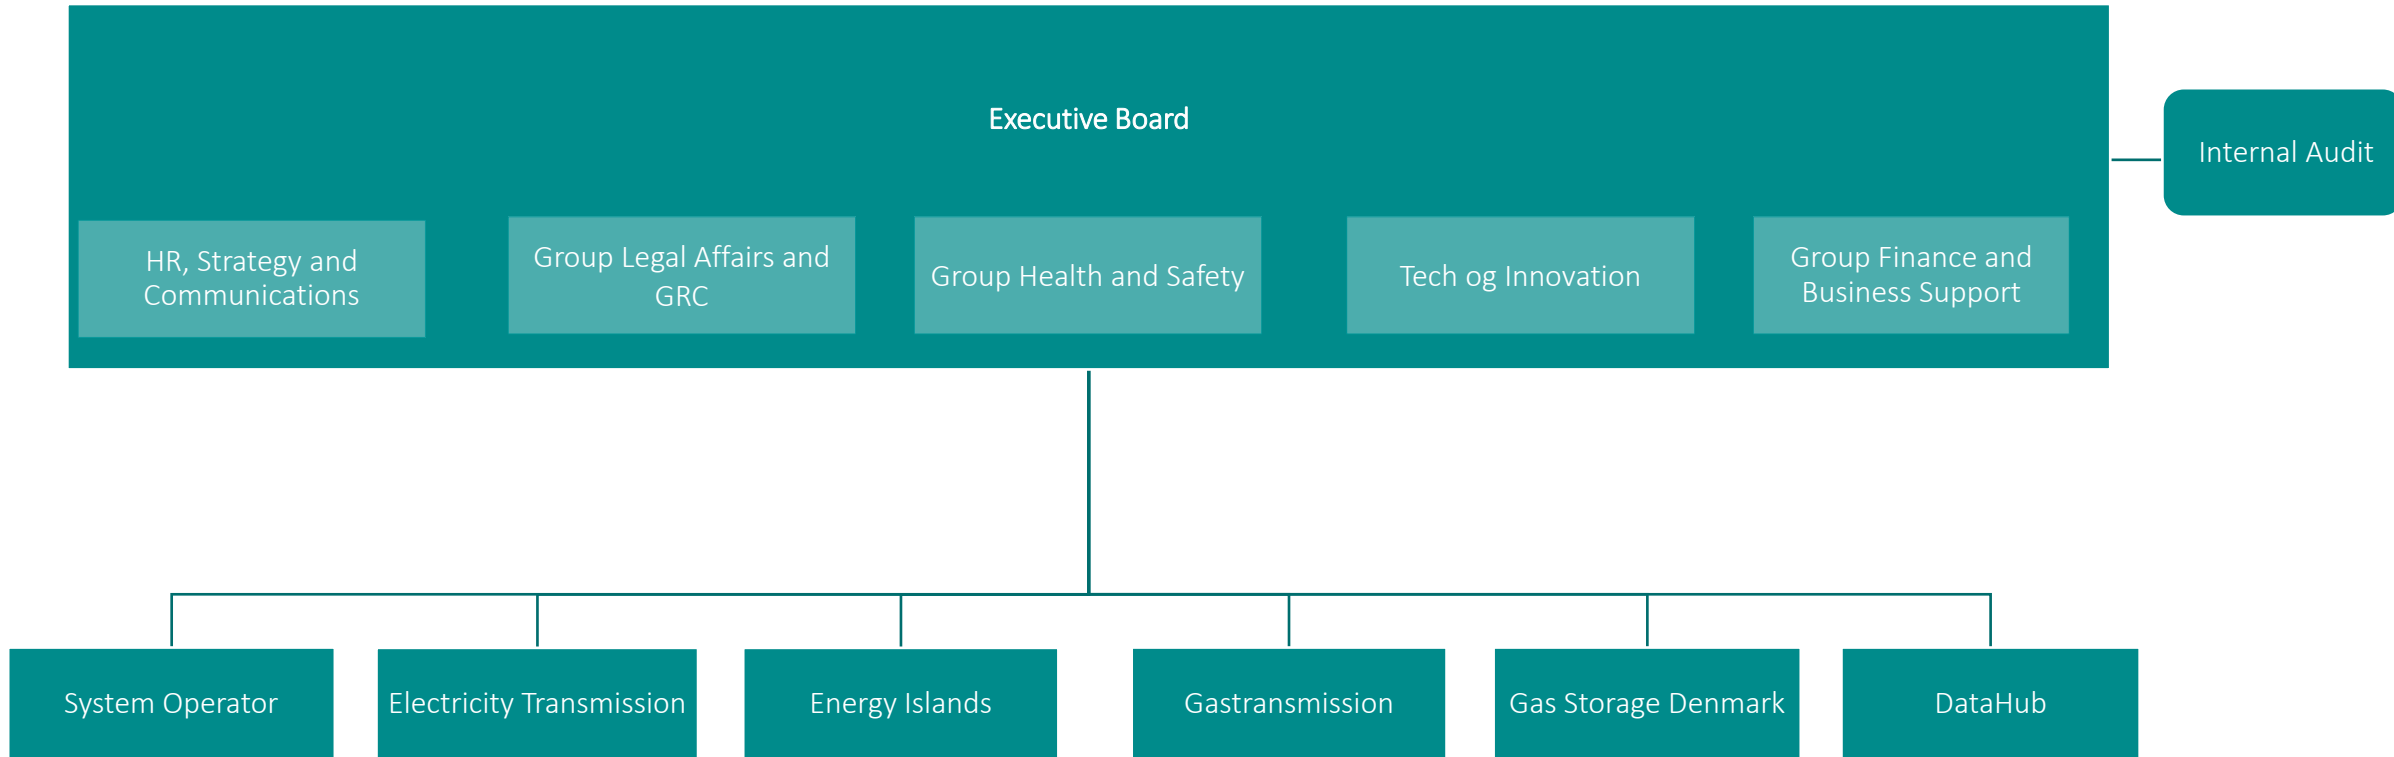 Executive Board
Internal Audit
HR, Strategy and
Communications
Group Legal Affairs and
GRC
Group Health and Safety
Tech og Innovation
Group Finance and
Business Support
System Operator
Electricity Transmission
Energy Islands
Gastransmission
Gas Storage Denmark
DataHub